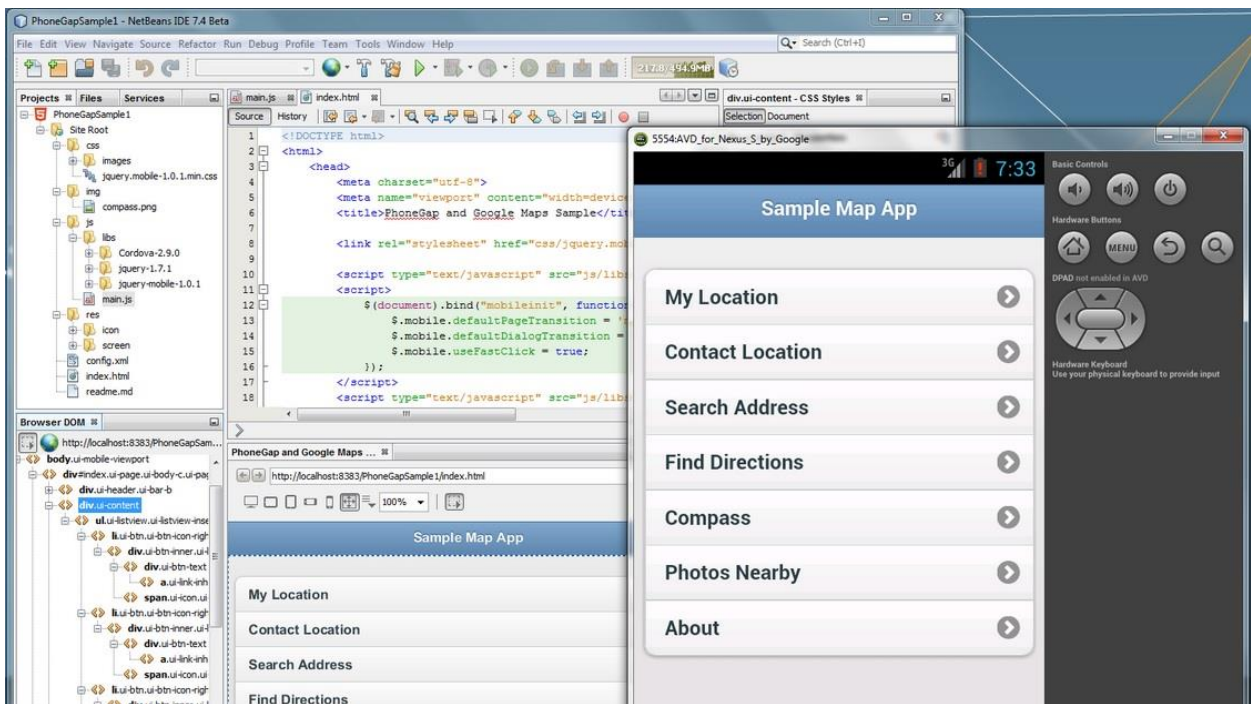 PhoneGapSample1 - NetBeans IDE 7.4 Beta
File Edit View Navigate Source Refactor Run Debug Profile Team Tools Window Help
Search (Ctrl+I)
217.8/494.9MB
Projects Files Services
PhoneGapSample1
Site Root
css
images
jquery.mobile-1.0.1.min.css
img
compass.png
js
libs
Cordova-2.9.0
jquery-1.7.1
jquery-mobile-1.0.1
main.js
res
icon
screen
config.xml
index.html
readme.md
main.js index.html
Source History
1 <!DOCTYPE html>
2 <html>
3 <head>
4 <meta charset="utf-8">
5 <meta name="viewport" content="width=device
6 <title>PhoneGap and Google Maps Sample</tit
7
8 <link rel="stylesheet" href="css/jquery.mob
9
10 <script type="text/javascript" src="js/libs
11 <script>
12 $(document).bind("mobileinit", function
13 $.mobile.defaultPageTransition = 's
14 $.mobile.defaultDialogTransition =
15 $.mobile.useFastClick = true;
16 });
17 </script>
18 <script type="text/javascript" src="js/libs
div.ui-content - CSS Styles
Selection Document
Browser DOM
http://localhost:8383/PhoneGapSam...
body.ui-mobile-viewport
div#index.ui-page.ui-body-c.ui-pag
div.ui-header.ui-bar-b
div.ui-content
ul.ui-listview.ui-listview-inse
li.ui-btn.ui-btn-icon-righ
div.ui-btn-inner.ui-l
div.ui-btn-text
a.ui-link-inh
span.ui-icon.ui
li.ui-btn.ui-btn-icon-righ
div.ui-btn-inner.ui-l
div.ui-btn-text
a.ui-link-inh
span.ui-icon.ui
li.ui-btn.ui-btn-icon-righ
PhoneGap and Google Maps ...
http://localhost:8383/PhoneGapSample1/index.html
100%
Sample Map App
My Location
Contact Location
Search Address
Find Directions
5554:AVD_for_Nexus_S_by_Google
3G 7:33
Sample Map App
My Location
Contact Location
Search Address
Find Directions
Compass
Photos Nearby
About
Basic Controls
Hardware Buttons
MENU
DPAD not enabled in AVD
Hardware Keyboard
Use your physical keyboard to provide input